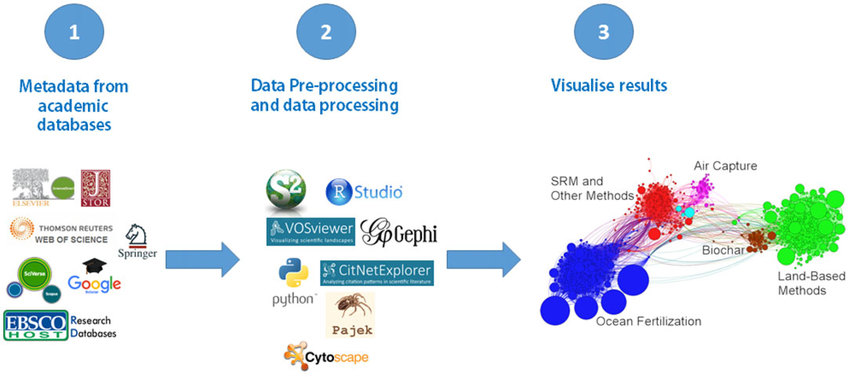 1
Metadata from
academic
databases
ELSEVIER
ScienceDirect
JSTOR
THOMSON REUTERS
WEB OF SCIENCE
Springer
SciVerse
Scopus
Google
EBSCO
HOST
Research
Databases
2
Data Pre-processing
and data processing
S2
R Studio
VOSviewer
Visualizing scientific landscapes
Gephi
python
CitNetExplorer
Analyzing citation patterns in scientific literature
Pajek
Cytoscape
3
Visualise results
Air Capture
SRM and
Other Methods
Biochar
Land-Based
Methods
Ocean Fertilization